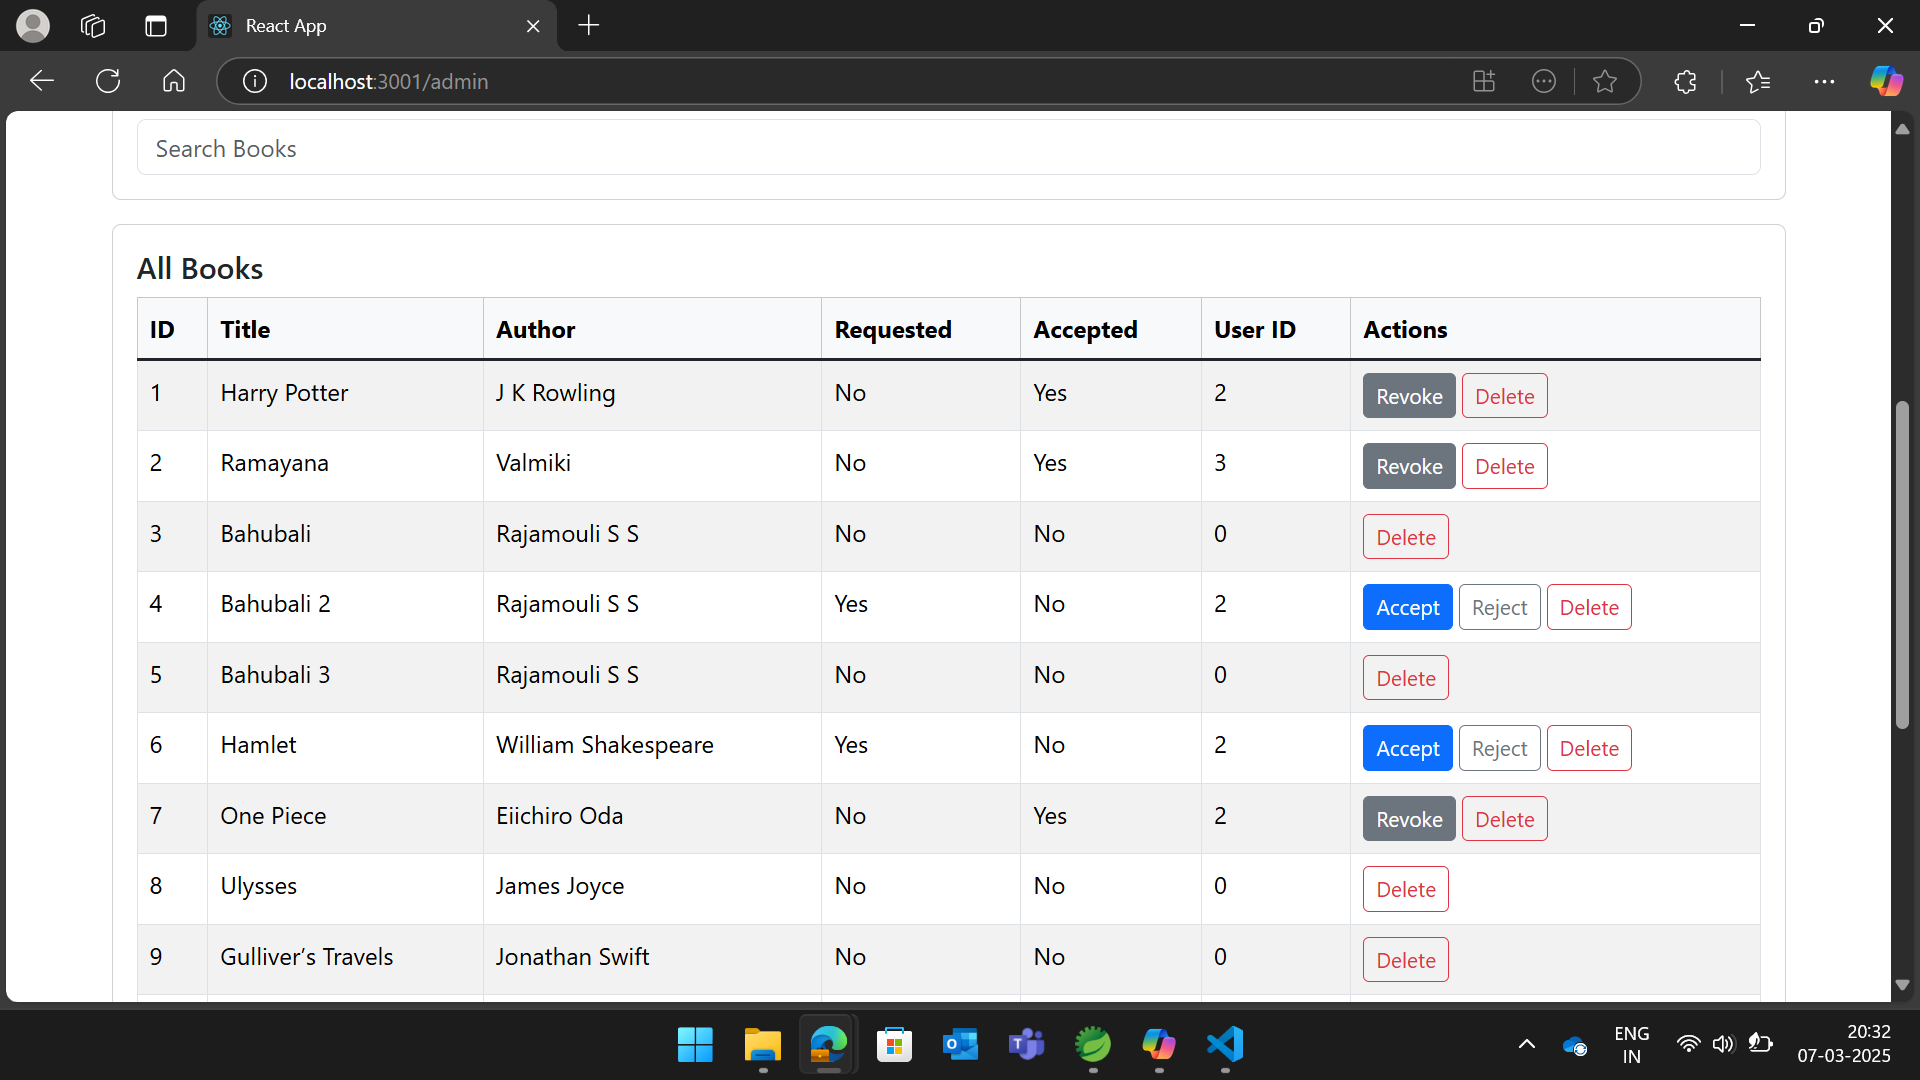 React App
localhost:3001/admin
Search Books
All Books
ID Title Author Requested Accepted User ID Actions
1 Harry Potter J K Rowling No Yes 2 Revoke Delete
2 Ramayana Valmiki No Yes 3 Revoke Delete
3 Bahubali Rajamouli S S No No 0 Delete
4 Bahubali 2 Rajamouli S S Yes No 2 Accept Reject Delete
5 Bahubali 3 Rajamouli S S No No 0 Delete
6 Hamlet William Shakespeare Yes No 2 Accept Reject Delete
7 One Piece Eiichiro Oda No Yes 2 Revoke Delete
8 Ulysses James Joyce No No 0 Delete
9 Gulliver’s Travels Jonathan Swift No No 0 Delete
ENG 20:32
IN 07-03-2025